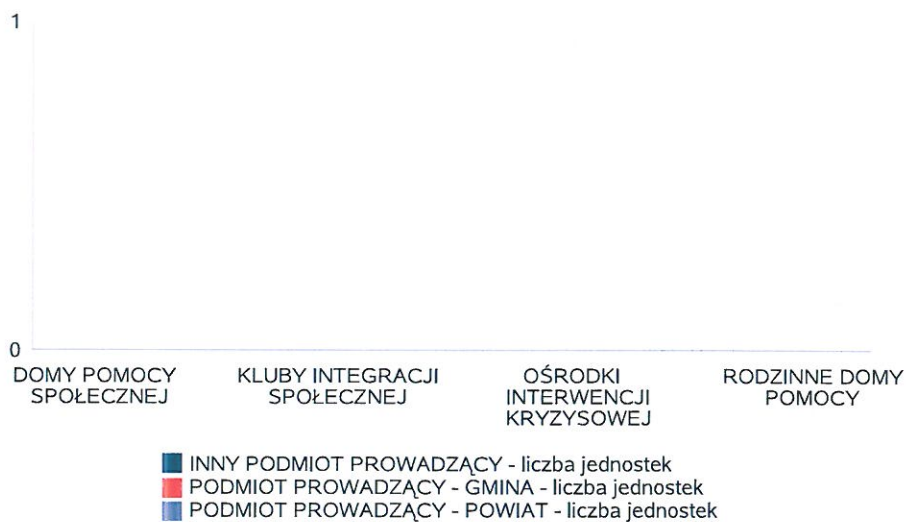 1
0
DOMY POMOCY SPOŁECZNEJ
KLUBY INTEGRACJI SPOŁECZNEJ
OŚRODKI INTERWENCJI KRYZYSOWEJ
RODZINNE DOMY POMOCY
INNY PODMIOT PROWADZĄCY - liczba jednostek
PODMIOT PROWADZĄCY - GMINA - liczba jednostek
PODMIOT PROWADZĄCY - POWIAT - liczba jednostek